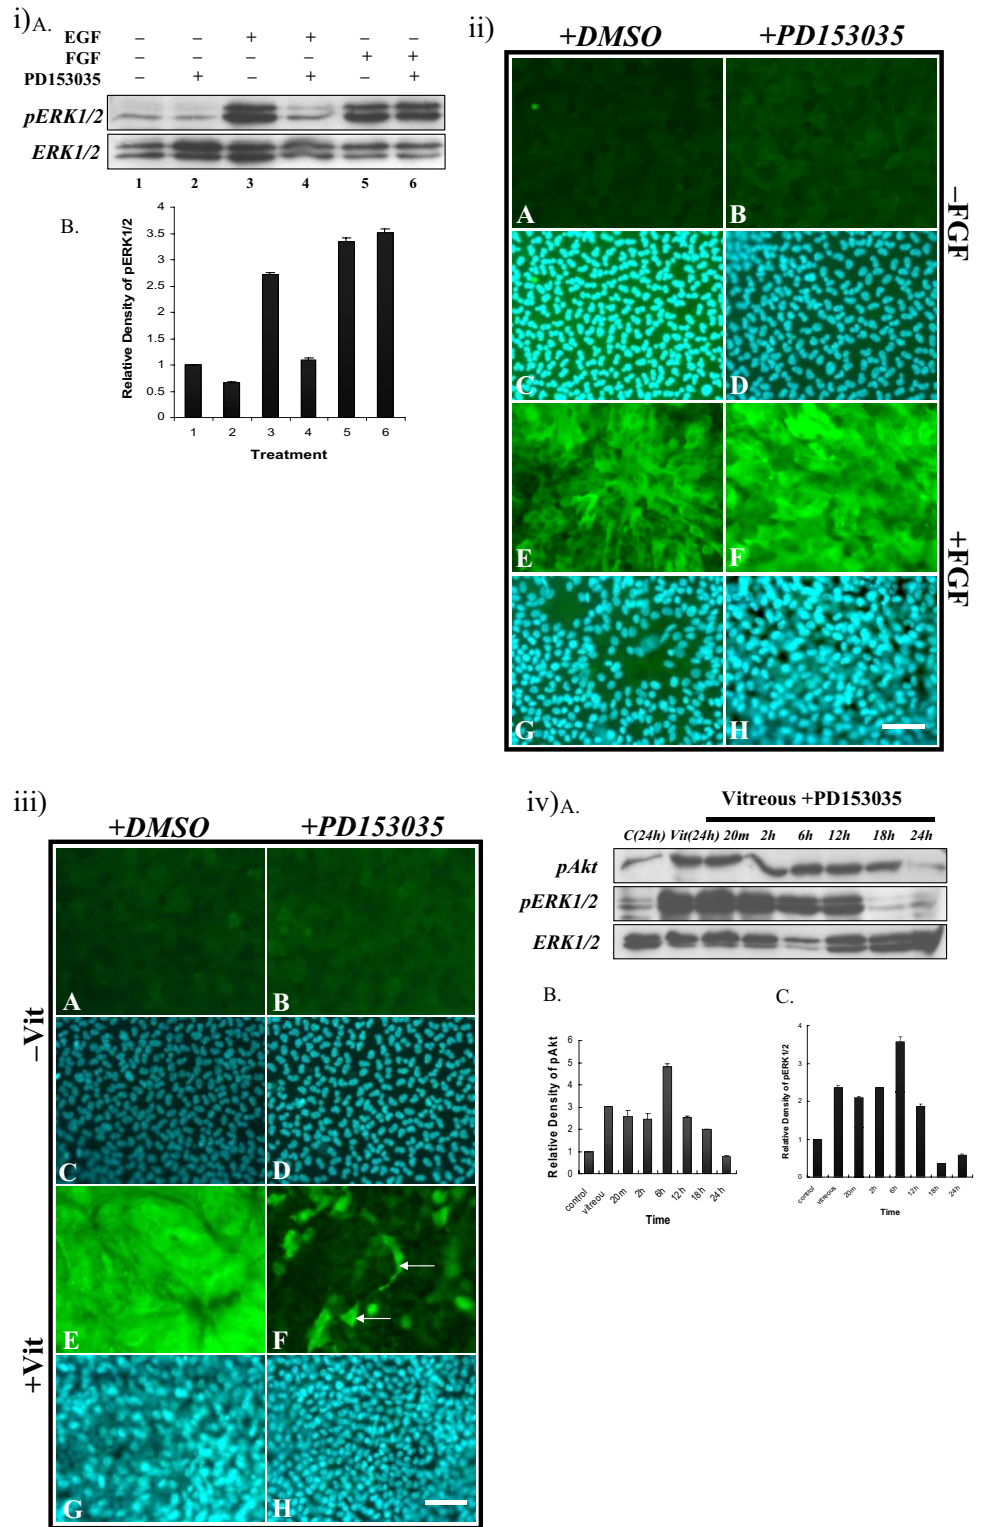 i)A.
EGF – – + + – –
FGF – – – – + +
PD153035 – + – + – +
pERK1/2
ERK1/2
1 2 3 4 5 6
B.
Relative Density of pERK1/2
4
3.5
3
2.5
2
1.5
1
0.5
0
1 2 3 4 5 6
Treatment
ii)
+DMSO +PD153035
A B
C D
E F
G H
–FGF
+FGF
iii)
+DMSO +PD153035
A B
C D
E F
G H
–Vit
+Vit
iv)A.
Vitreous +PD153035
C(24h) Vit(24h) 20m 2h 6h 12h 18h 24h
pAkt
pERK1/2
ERK1/2
B.
Relative Density of pAkt
6
5
4
3
2
1
0
control vitreou 20m 2h 6h 12h 18h 24h
Time
C.
Relative Density of pERK1/2
4
3
2
1
0
control vitreous 20m 2h 6h 12h 18h 24h
Time